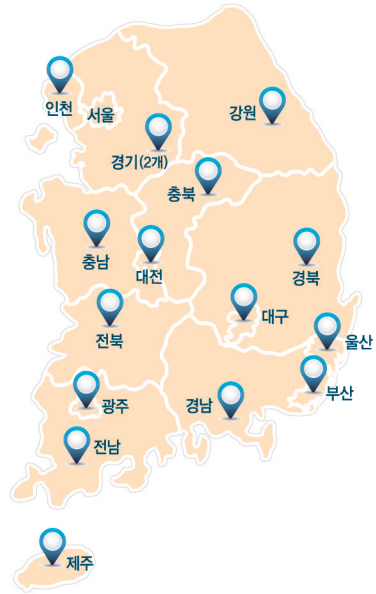 인천
서울
강원
경기(2개)
충북
충남
대전
경북
대구
전북
울산
부산
광주
경남
전남
제주